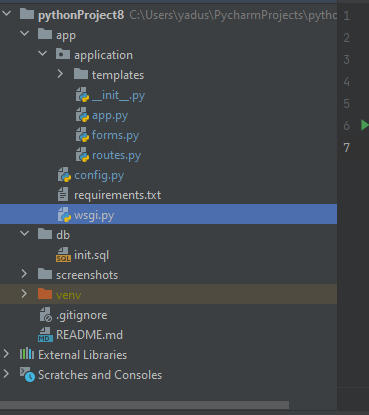 pythonProject8 C:\Users\yadus\PycharmProjects\pytho
1
app
2
application
3
templates
4
__init__.py
5
app.py
6
forms.py
7
routes.py
config.py
requirements.txt
wsgi.py
db
init.sql
screenshots
venv
.gitignore
README.md
External Libraries
Scratches and Consoles